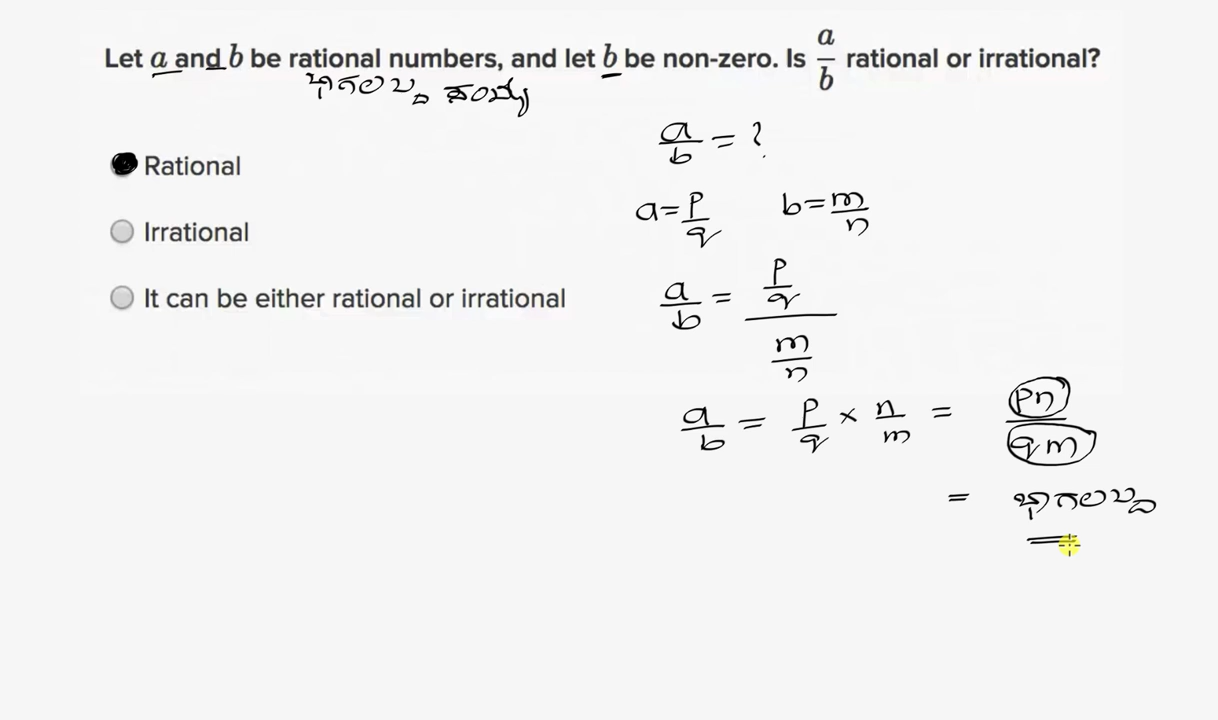 Let a and b be rational numbers, and let b be non-zero. Is a/b rational or irrational?
ಭಾಗಲಬ್ದ ಸಂಖ್ಯೆ
Rational
Irrational
It can be either rational or irrational
a/b = ?
a = p/q b = m/n
a/b = (p/q)/(m/n)
a/b = p/q × n/m = pn/qm
= ಭಾಗಲಬ್ದ